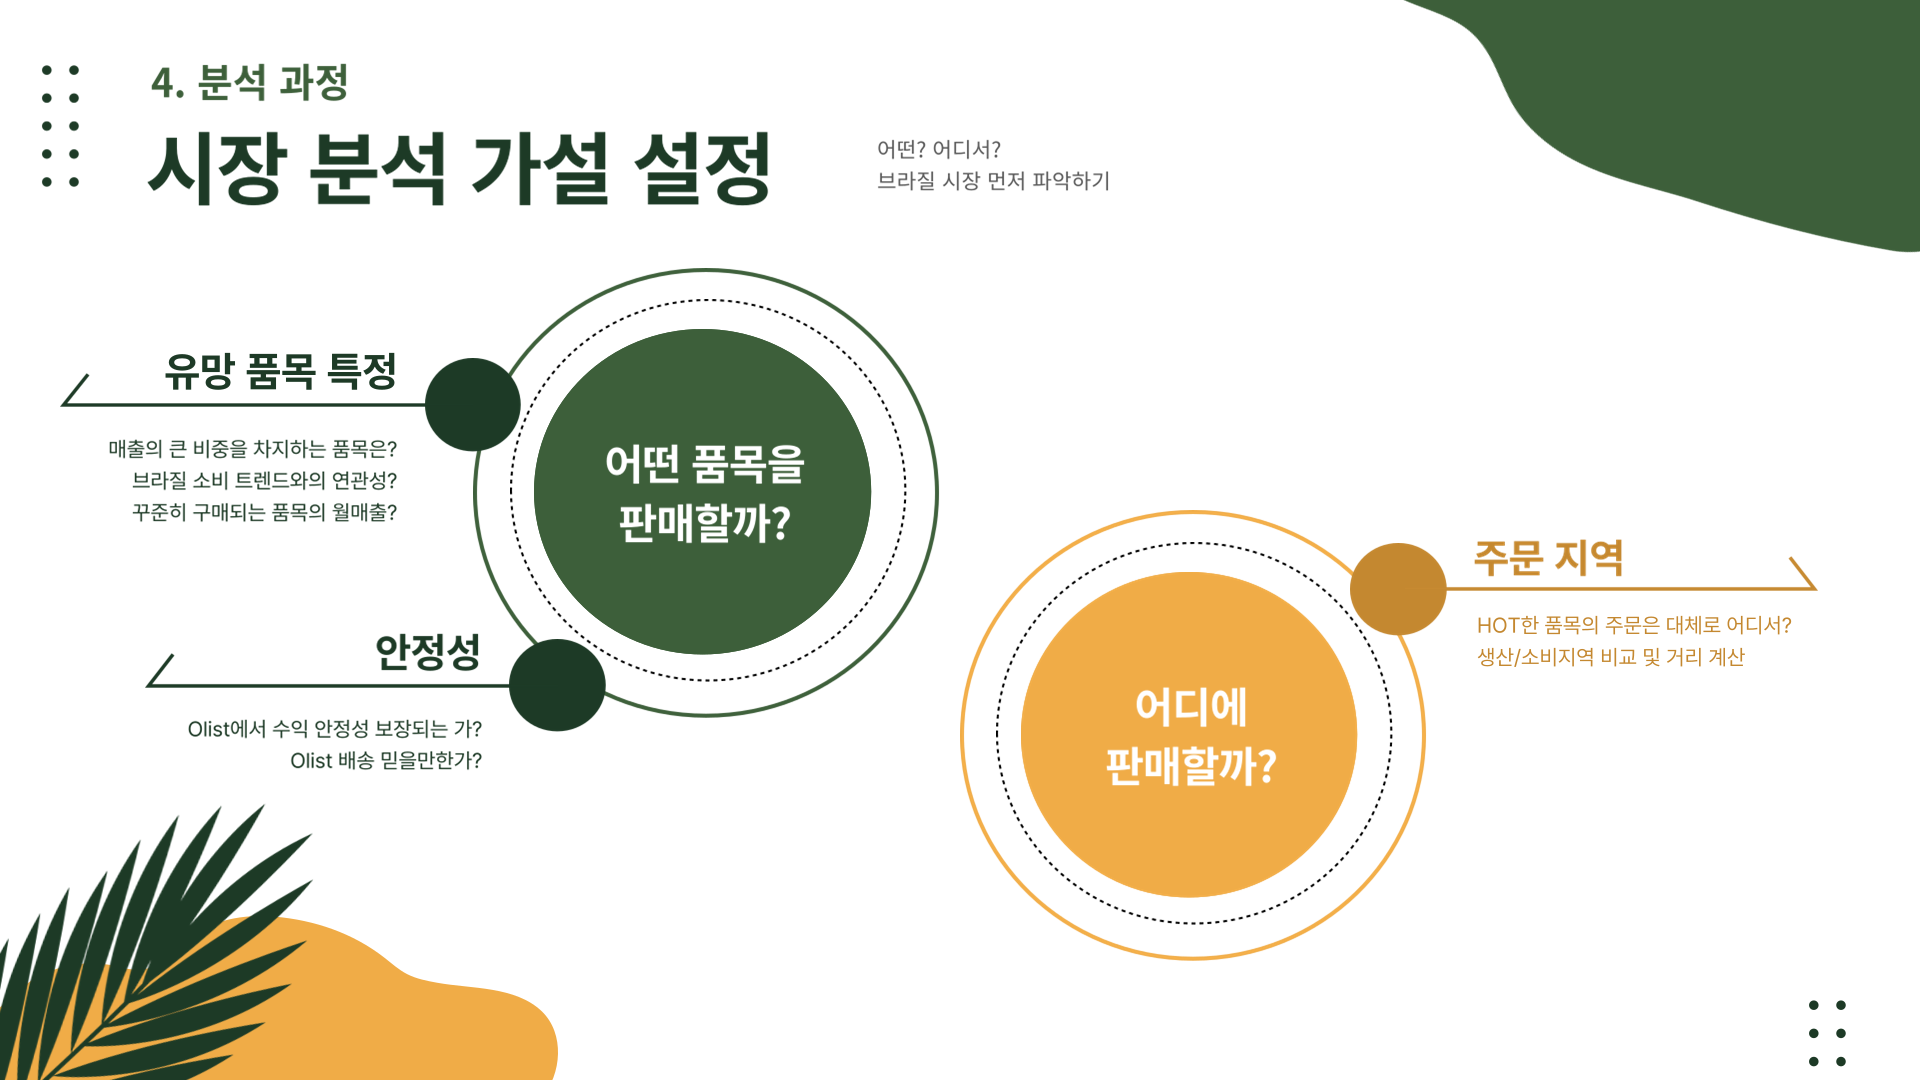 4. 분석 과정
시장 분석 가설 설정
어떤? 어디서?
브라질 시장 먼저 파악하기
유망 품목 특정
매출의 큰 비중을 차지하는 품목은?
브라질 소비 트렌드와의 연관성?
꾸준히 구매되는 품목의 월매출?
어떤 품목을
판매할까?
안정성
Olist에서 수익 안정성 보장되는 가?
Olist 배송 믿을만한가?
주문 지역
HOT한 품목의 주문은 대체로 어디서?
생산/소비지역 비교 및 거리 계산
어디에
판매할까?